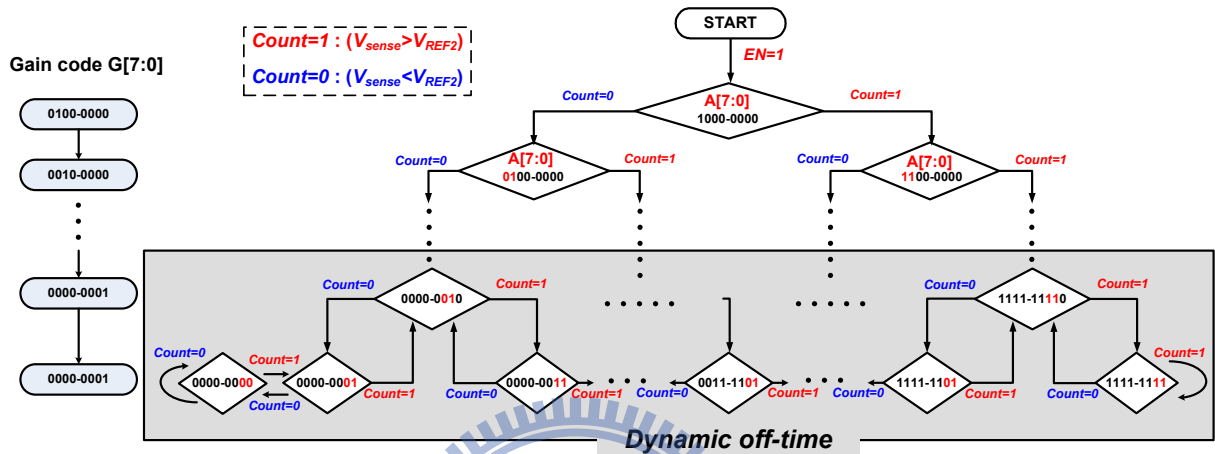 START
Count=1 : (Vsense>VREF2)
Count=0 : (Vsense<VREF2)
EN=1
Gain code G[7:0]
Count=0
A[7:0]
1000-0000
Count=1
0100-0000
Count=0
A[7:0]
0100-0000
Count=1
Count=0
A[7:0]
1100-0000
Count=1
0010-0000
Count=0
0000-0010
Count=1
Count=0
1111-11110
Count=1
0000-0001
Count=0
0000-0000
Count=1
Count=0
0000-0001
Count=1
Count=0
0000-0011
Count=1
Count=0
0011-1101
Count=1
Count=0
1111-1101
Count=1
Count=0
1111-1111
Count=1
0000-0001
Dynamic off-time